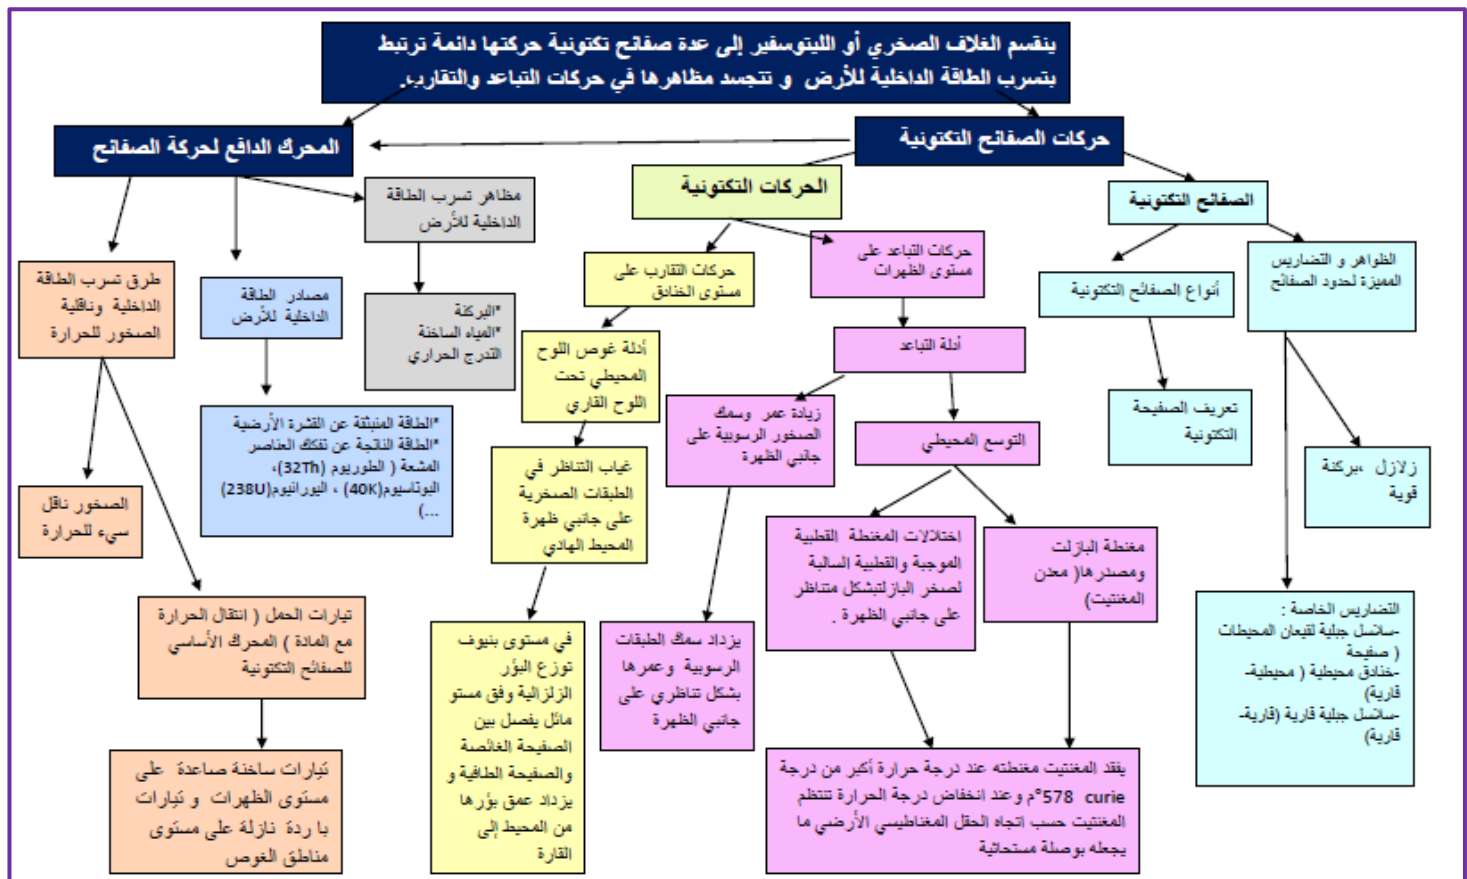 ينقسم الغلاف الصخري أو الليتوسفير إلى عدة صفائح تكتونية حركتها دائمة ترتبط
بتسرب الطاقة الداخلية للأرض و تتجسد مظاهرها في حركات التباعد والتقارب.
حركات الصفائح التكتونية
المحرك الدافع لحركة الصفائح
الصفائح التكتونية
الظواهر و التضاريس
المميزة لحدود الصفائح
زلازل ،بركنة
قوية
التضاريس الخاصة :
-سلاسل جبلية لقيعان المحيطات
( صفيحة
-خنادق محيطية ( محيطية-
قارية)
-سلاسل جبلية قارية (قارية-
قارية)
أنواع الصفائح التكتونية
تعريف الصفيحة
التكتونية
الحركات التكتونية
حركات التباعد على
مستوى الظهرات
أدلة التباعد
التوسع المحيطي
مغنطة البازلت
ومصدرها( معدن
المغنتيت)
اختلالات المغنطة القطبية
الموجبة والقطبية السالبة
لصخر البازلتبشكل متناظر
على جانبي الظهرة .
يفقد المغنتيت مغنطته عند درجة حرارة أكبر من درجة
curie 578°م وعند انخفاض درجة الحرارة تنتظم
المغنتيت حسب اتجاه الحقل المغناطيسي الأرضي ما
يجعله بوصلة مستحاثية
زيادة عمر وسمك
الصخور الرسوبية على
جانبي الظهرة
يزداد سمك الطبقات
الرسوبية وعمرها
بشكل تناظري على
جانبي الظهرة
حركات التقارب على
مستوى الخنادق
أدلة غوص اللوح
المحيطي تحت
اللوح القاري
غياب التناظر في
الطبقات الصخرية
على جانبي ظهرة
المحيط الهادي
في مستوى بنيوف
توزع البؤر
الزلزالية وفق مستو
مائل يفصل بين
الصفيحة الغائصة
والصفيحة الطافية و
يزداد عمق بؤرها
من المحيط إلى
القارة
مظاهر تسرب الطاقة
الداخلية للأرض
*البركنة
*المياه الساخنة
التدرج الحراري
مصادر الطاقة
الداخلية للأرض
*الطاقة المنبثقة عن القشرة الأرضية
*الطاقة الناتجة عن تفكك العناصر
المشعة ( الطوريوم (32Th)،
البوتاسيوم(40K) ، اليورانيوم(238U)
...)
طرق تسرب الطاقة
الداخلية وناقلية
الصخور للحرارة
الصخور ناقل
سيء للحرارة
تيارات الحمل ( انتقال الحرارة
مع المادة ) المحرك الأساسي
للصفائح التكتونية
تيارات ساخنة صاعدة على
مستوى الظهرات و تيارات
با ردة نازلة على مستوى
مناطق الغوص